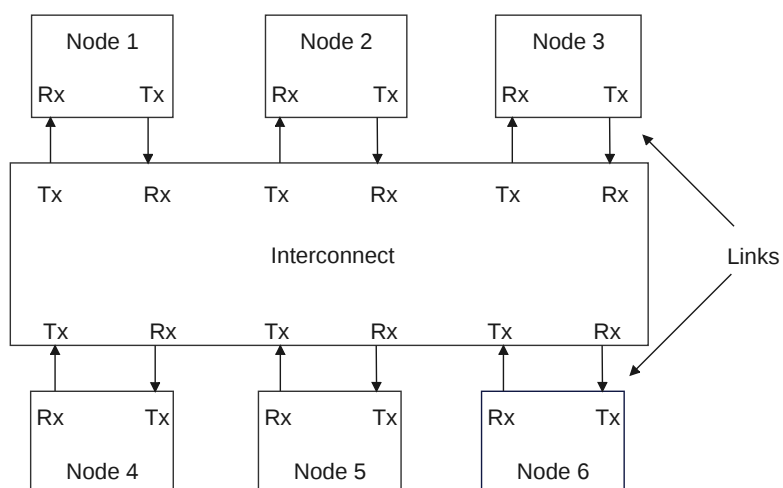 Node 1 Node 2 Node 3
Rx Tx Rx Tx Rx Tx
Tx Rx Tx Rx Tx Rx
Interconnect
Links
Tx Rx Tx Rx Tx Rx
Rx Tx Rx Tx Rx Tx
Node 4 Node 5 Node 6